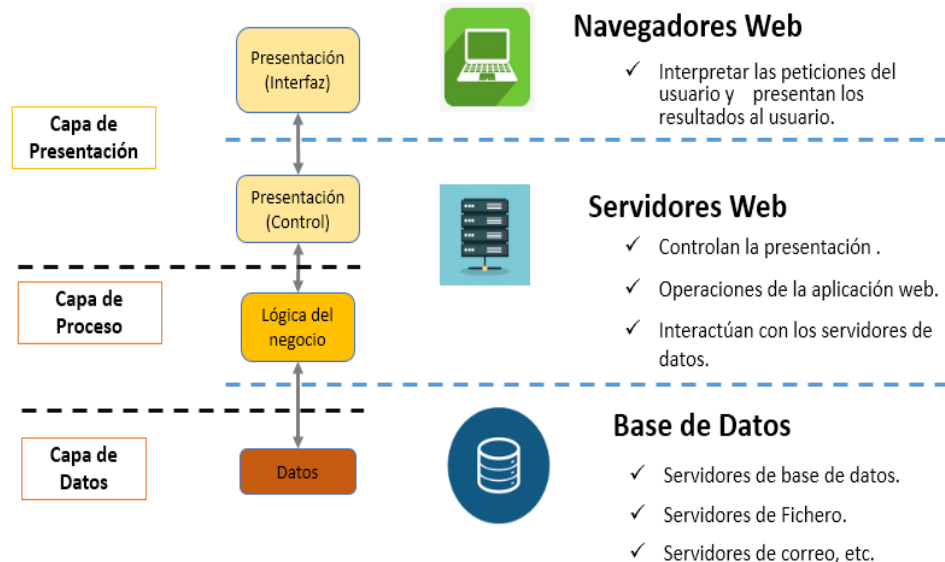 Navegadores Web
Presentación
(Interfaz)
✓ Interpretar las peticiones del
usuario y presentan los
resultados al usuario.
Capa de
Presentación
Presentación
(Control)
Servidores Web
✓ Controlan la presentación .
✓ Operaciones de la aplicación web.
✓ Interactúan con los servidores de
datos.
Capa de
Proceso
Lógica del
negocio
Base de Datos
✓ Servidores de base de datos.
✓ Servidores de Fichero.
✓ Servidores de correo, etc.
Capa de
Datos
Datos